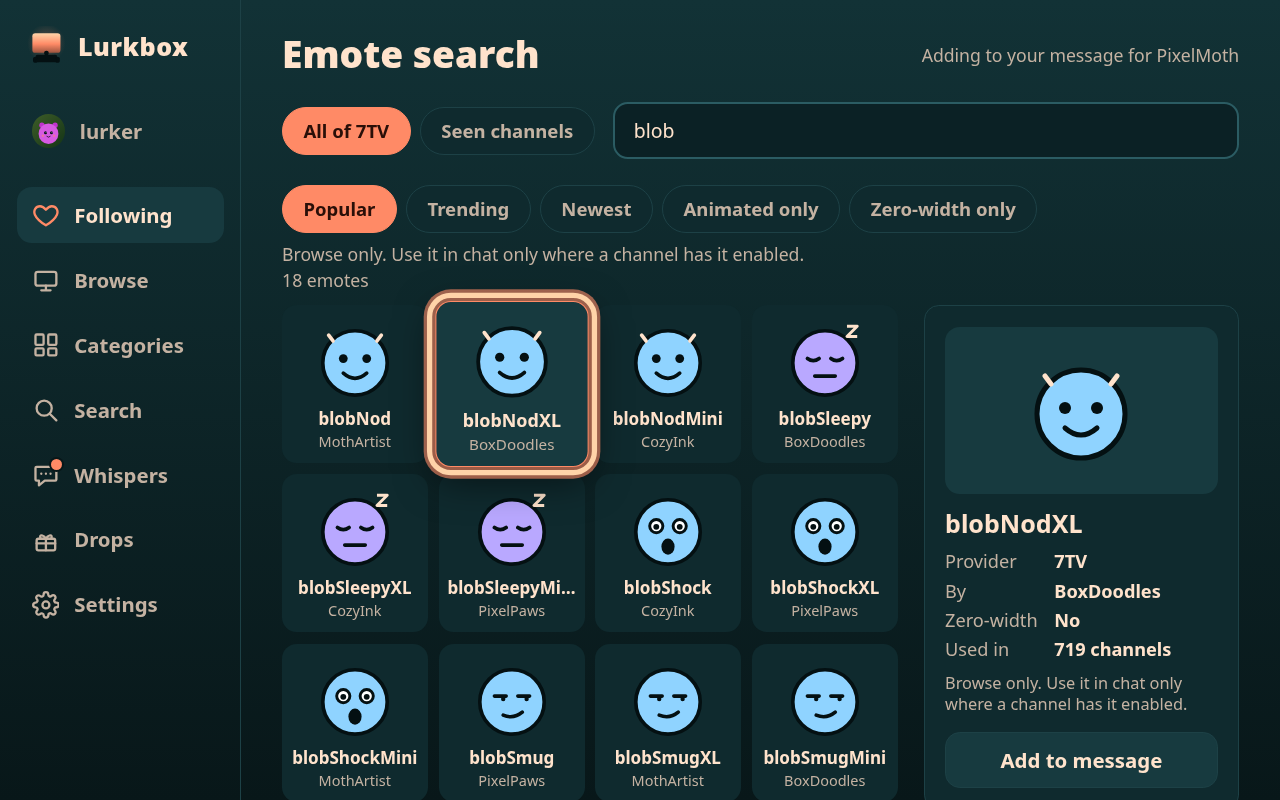 Lurkbox
lurker
Following
Browse
Categories
Search
Whispers
Drops
Settings
Emote search
Adding to your message for PixelMoth
All of 7TV
Seen channels
blob
Popular
Trending
Newest
Animated only
Zero-width only
Browse only. Use it in chat only where a channel has it enabled.
18 emotes
blobNod
MothArtist
blobNodXL
BoxDoodles
blobNodMini
CozyInk
z
blobSleepy
BoxDoodles
z
blobSleepyXL
CozyInk
z
blobSleepyMi...
PixelPaws
blobShock
CozyInk
blobShockXL
PixelPaws
blobShockMini
MothArtist
blobSmug
PixelPaws
blobSmugXL
MothArtist
blobSmugMini
BoxDoodles
blobNodXL
Provider 7TV
By BoxDoodles
Zero-width No
Used in 719 channels
Browse only. Use it in chat only
where a channel has it enabled.
Add to message